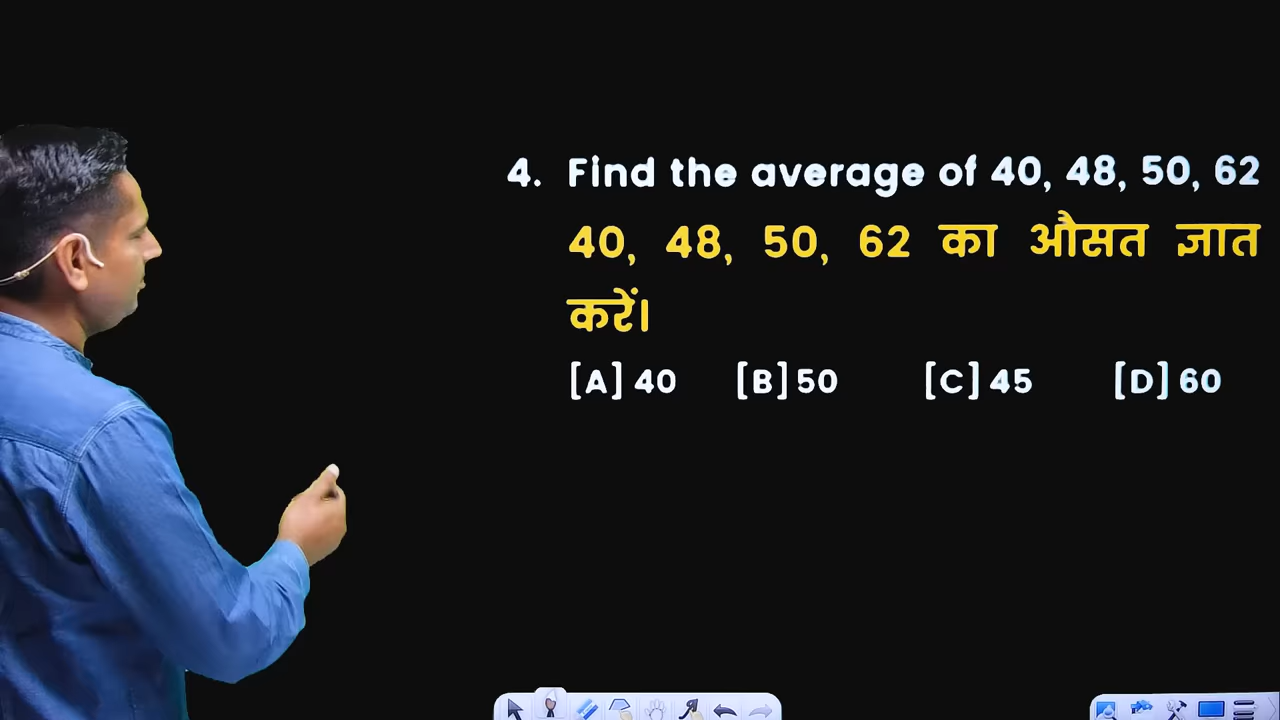 4. Find the average of 40, 48, 50, 62
40, 48, 50, 62 का औसत ज्ञात
करें।
[A] 40 [B] 50 [C] 45 [D] 60